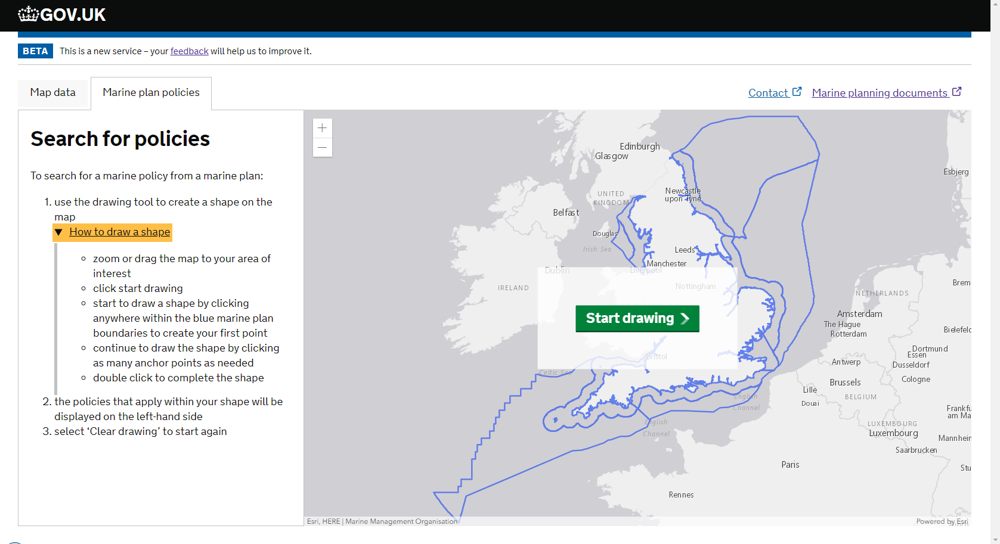 GOV.UK
BETA This is a new service – your feedback will help us to improve it.
Map data
Marine plan policies
Contact
Marine planning documents
Search for policies
To search for a marine policy from a marine plan:
1. use the drawing tool to create a shape on the
map
▼ How to draw a shape
zoom or drag the map to your area of
interest
click start drawing
start to draw a shape by clicking
anywhere within the blue marine plan
boundaries to create your first point
continue to draw the shape by clicking
as many anchor points as needed
double click to complete the shape
2. the policies that apply within your shape will be
displayed on the left-hand side
3. select ‘Clear drawing’ to start again
+
−
Edinburgh
Glasgow
Esbjerg
UNITED
KINGDOM
Newcastle
upon Tyne
Belfast
Douglas
Irish Sea
Leeds
Manchester
Dublin
Liverpool
Nottingham
IRELAND
Brem
NETHERLANDS
Amsterdam
The Hague
Rotterdam
Bielefeld
Start drawing
Dortmund
Essen
Dusseldorf
Antwerp
Bristol
Celtic Sea
Cologne
Brussels
Lille
BELGIUM
Douai
English
Channel
Frankfu
am Ma
English
Channel
LUXEMBOURG
Luxembourg
Mannheim
Saarbrucken
Paris
Stu
Rennes
Esri, HERE | Marine Management Organisation
Powered by Esri